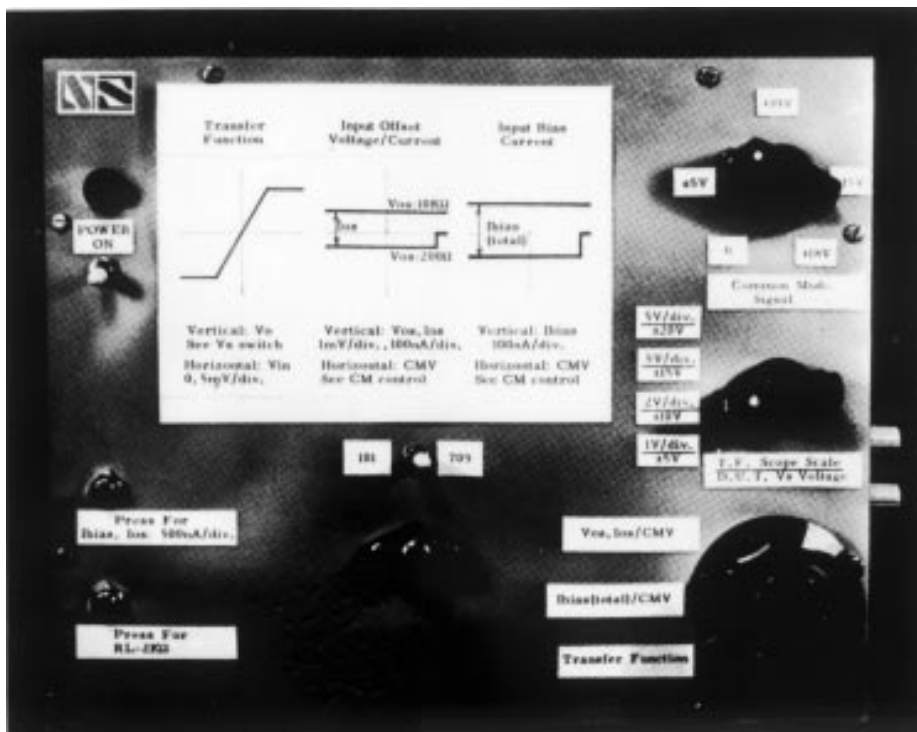 Transfer
Function
Input Offset
Voltage/Current
Input Bias
Current
Vos:10KΩ
Ios
Vos:200Ω
Ibias
(total)
Vertical: Vo
See Vo switch
Horizontal: Vin
0,5mV/div.
Vertical: Vos, Ios
1mV/div.,100nA/div.
Horizontal: CMV
See CM control
Vertical: Ibias
100nA/div.
Horizontal: CMV
See CM control
POWER
ON
±5V
0
Common Mode
Signal
5V/div.
±20V
5V/div.
±15V
2V/div.
±10V
1V/div.
±5V
T.F. Scope Scale
D.U.T. Vs Voltage
101
709
Press For
Ibias, Ios 500nA/div.
Press For
Vos,Ios/CMV
Ibias(total)/CMV
Transfer Function